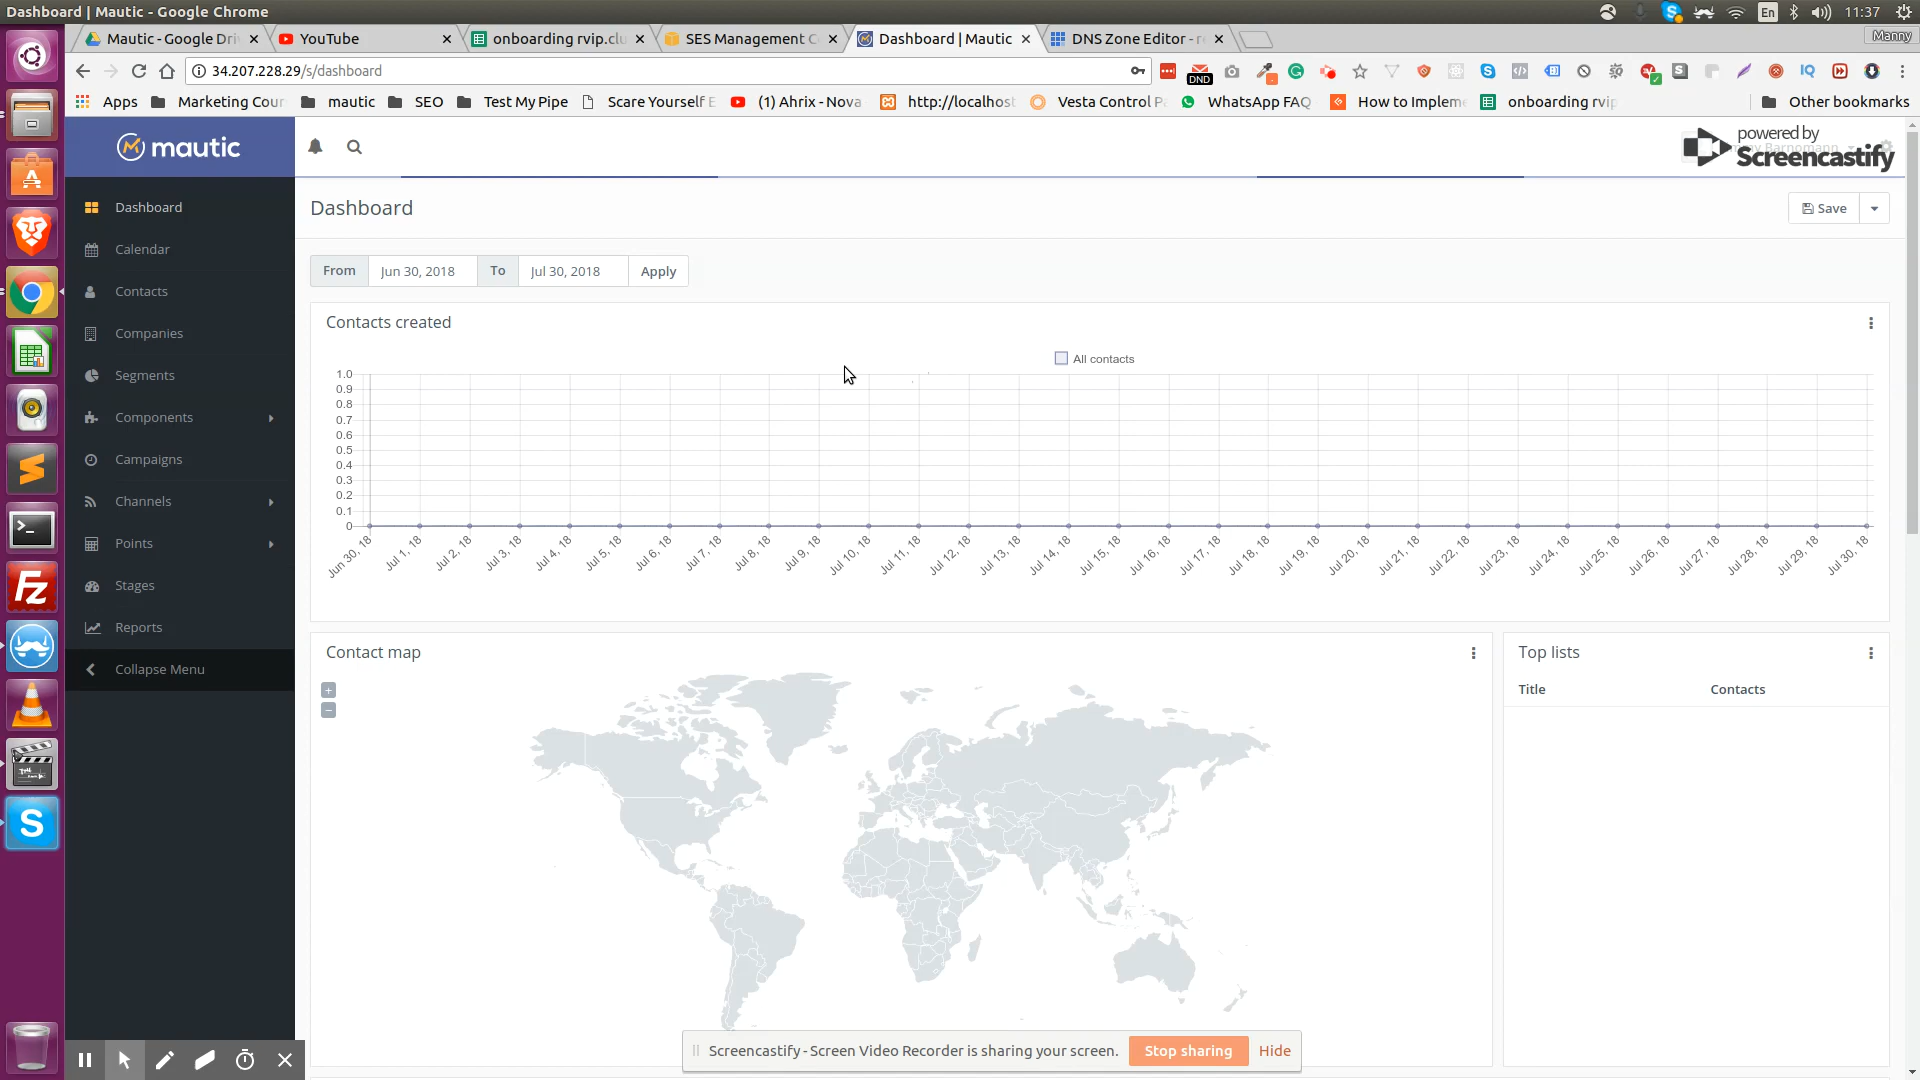 Dashboard | Mautic - Google Chrome
En
11:37
Mautic - Google Dri
YouTube
onboarding rvip.clu
SES Management C
Dashboard | Mautic
DNS Zone Editor - r
Manny
34.207.228.29/s/dashboard
DND
Apps
Marketing Cour
mautic
SEO
Test My Pipe
Scare Yourself E
(1) Ahrix - Nova
http://localhost
Vesta Control P
WhatsApp FAQ
How to Impleme
onboarding rvip
Other bookmarks
mautic
powered by
Screencastify
Dashboard
Calendar
Contacts
Companies
Segments
Components
Campaigns
Channels
Points
Stages
Reports
Collapse Menu
Dashboard
Save
From
Jun 30, 2018
To
Jul 30, 2018
Apply
Contacts created
All contacts
1.0
0.9
0.8
0.7
0.6
0.5
0.4
0.3
0.2
0.1
0
Jun 30, 18
Jul 1, 18
Jul 2, 18
Jul 3, 18
Jul 4, 18
Jul 5, 18
Jul 6, 18
Jul 7, 18
Jul 8, 18
Jul 9, 18
Jul 10, 18
Jul 11, 18
Jul 12, 18
Jul 13, 18
Jul 14, 18
Jul 15, 18
Jul 16, 18
Jul 17, 18
Jul 18, 18
Jul 19, 18
Jul 20, 18
Jul 21, 18
Jul 22, 18
Jul 23, 18
Jul 24, 18
Jul 25, 18
Jul 26, 18
Jul 27, 18
Jul 28, 18
Jul 29, 18
Jul 30, 18
Contact map
+
−
Top lists
Title
Contacts
Screencastify - Screen Video Recorder is sharing your screen.
Stop sharing
Hide